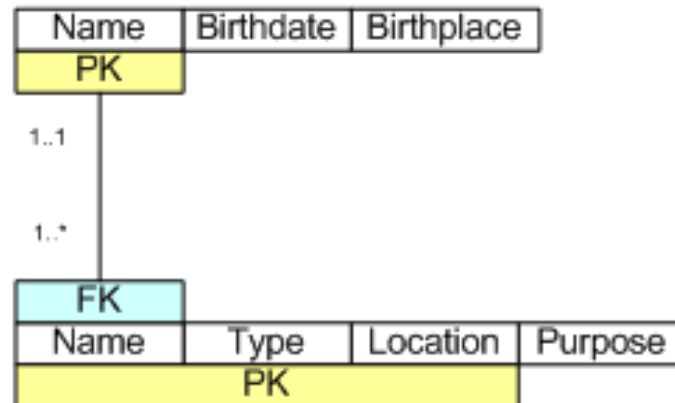 Name Birthdate Birthplace
PK
1..1
1..*
FK
Name Type Location Purpose
PK